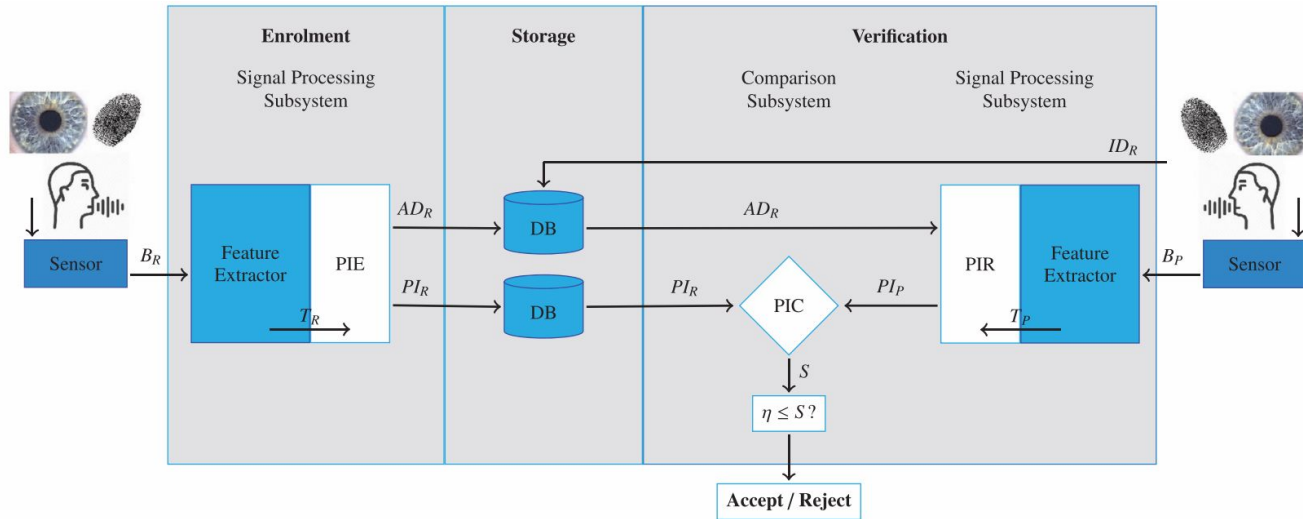 Enrolment
Storage
Verification
Signal Processing
Subsystem
Comparison
Subsystem
Signal Processing
Subsystem
ID_R
AD_R
DB
AD_R
Sensor
B_R
Feature
Extractor
PIE
PIR
Feature
Extractor
B_P
Sensor
PI_R
DB
PI_R
PIC
PI_P
T_R
T_P
S
η ≤ S?
Accept / Reject